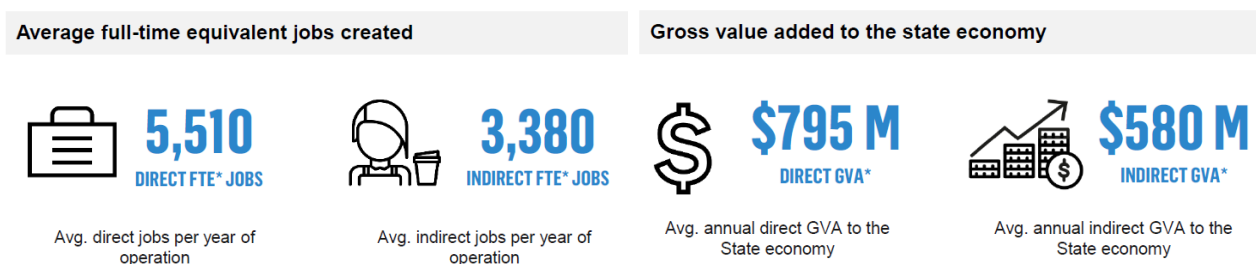 Average full-time equivalent jobs created
5,510
DIRECT FTE* JOBS
Avg. direct jobs per year of
operation
3,380
INDIRECT FTE* JOBS
Avg. indirect jobs per year of
operation
Gross value added to the state economy
$
$795 M
DIRECT GVA*
Avg. annual direct GVA to the
State economy
$
$580 M
INDIRECT GVA*
Avg. annual indirect GVA to the
State economy